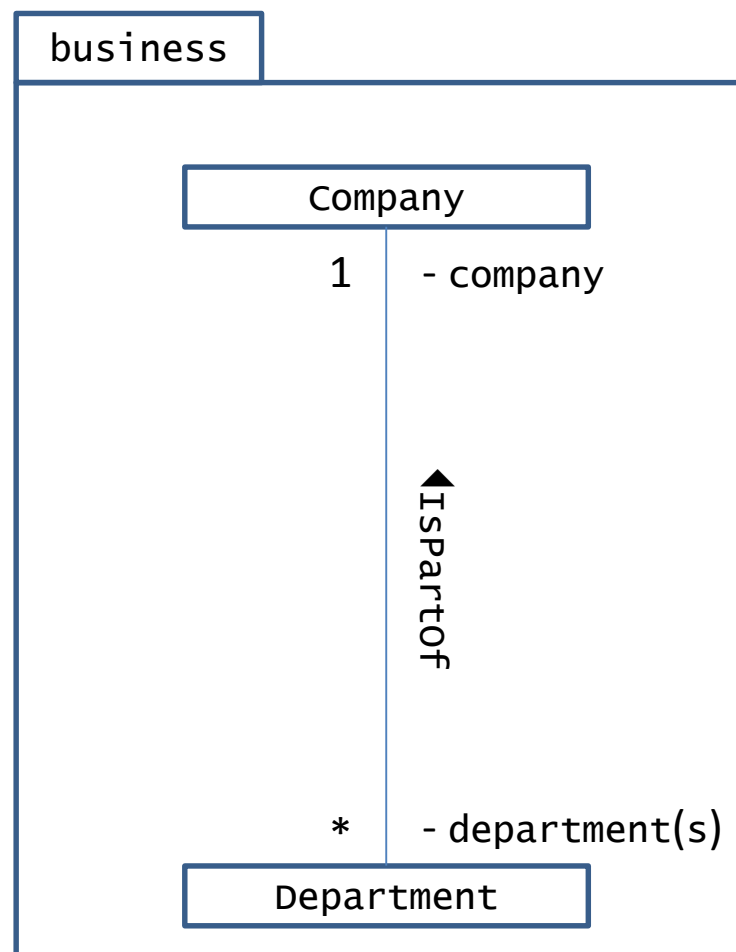 business
Company
1 - company
▲IsPartOf
* - department(s)
Department